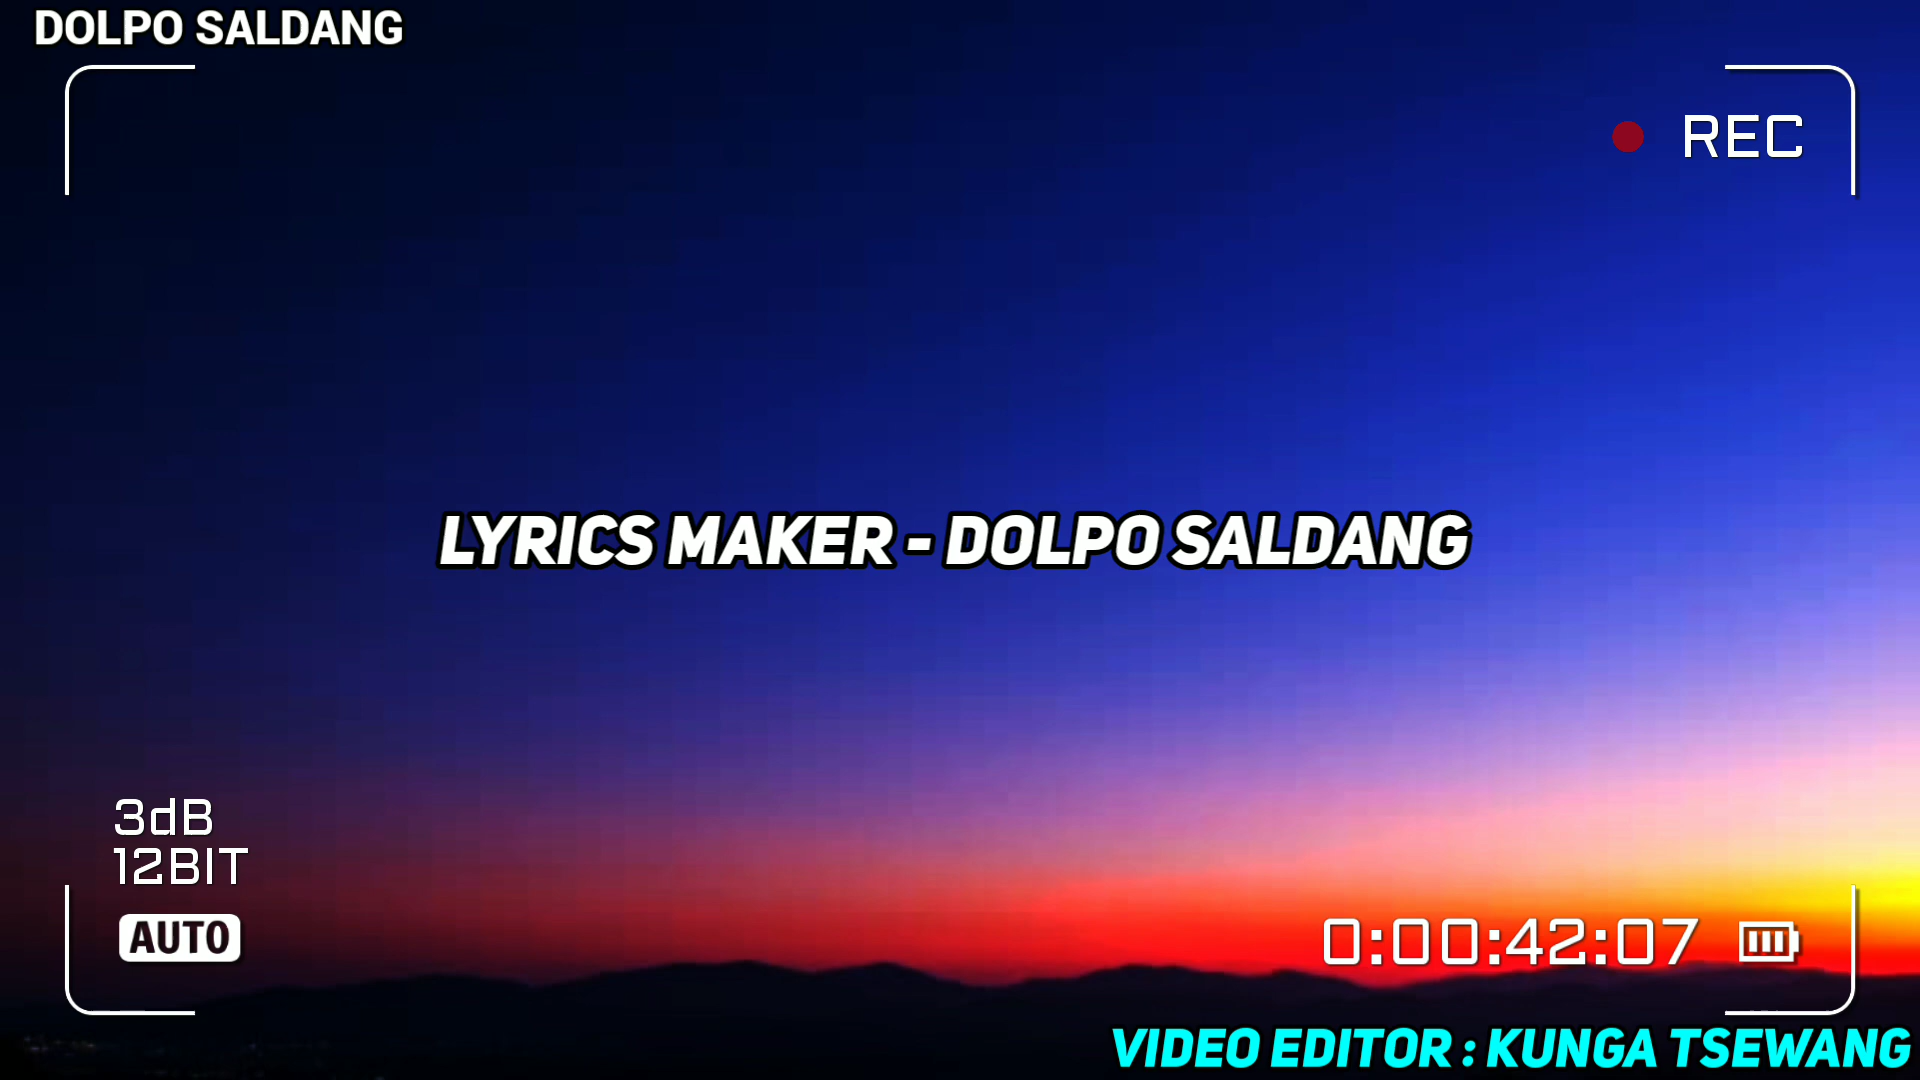 DOLPO SALDANG
REC
LYRICS MAKER - DOLPO SALDANG
3dB
12BIT
AUTO
0:00:42:07
VIDEO EDITOR : KUNGA TSEWANG